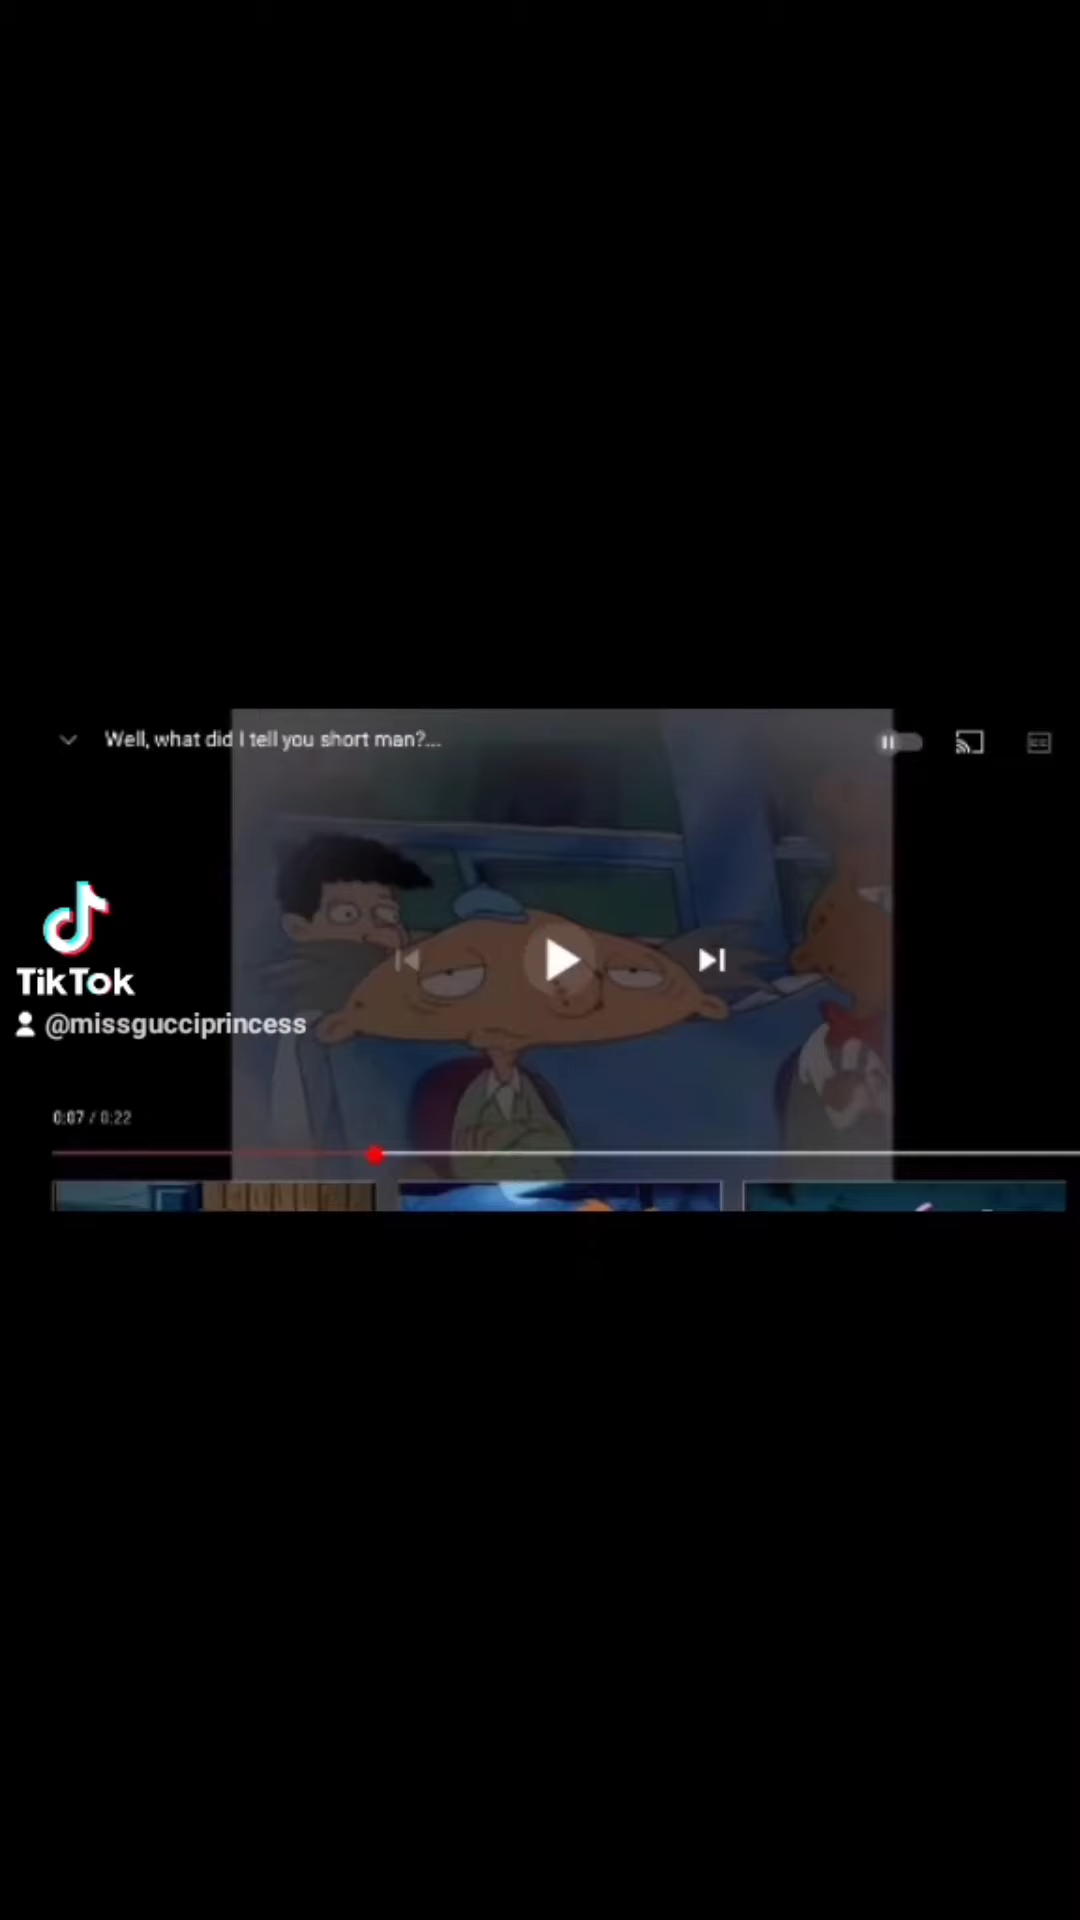 Well, what did I tell you short man?...
TikTok
@missgucciprincess
0:07 / 0:22